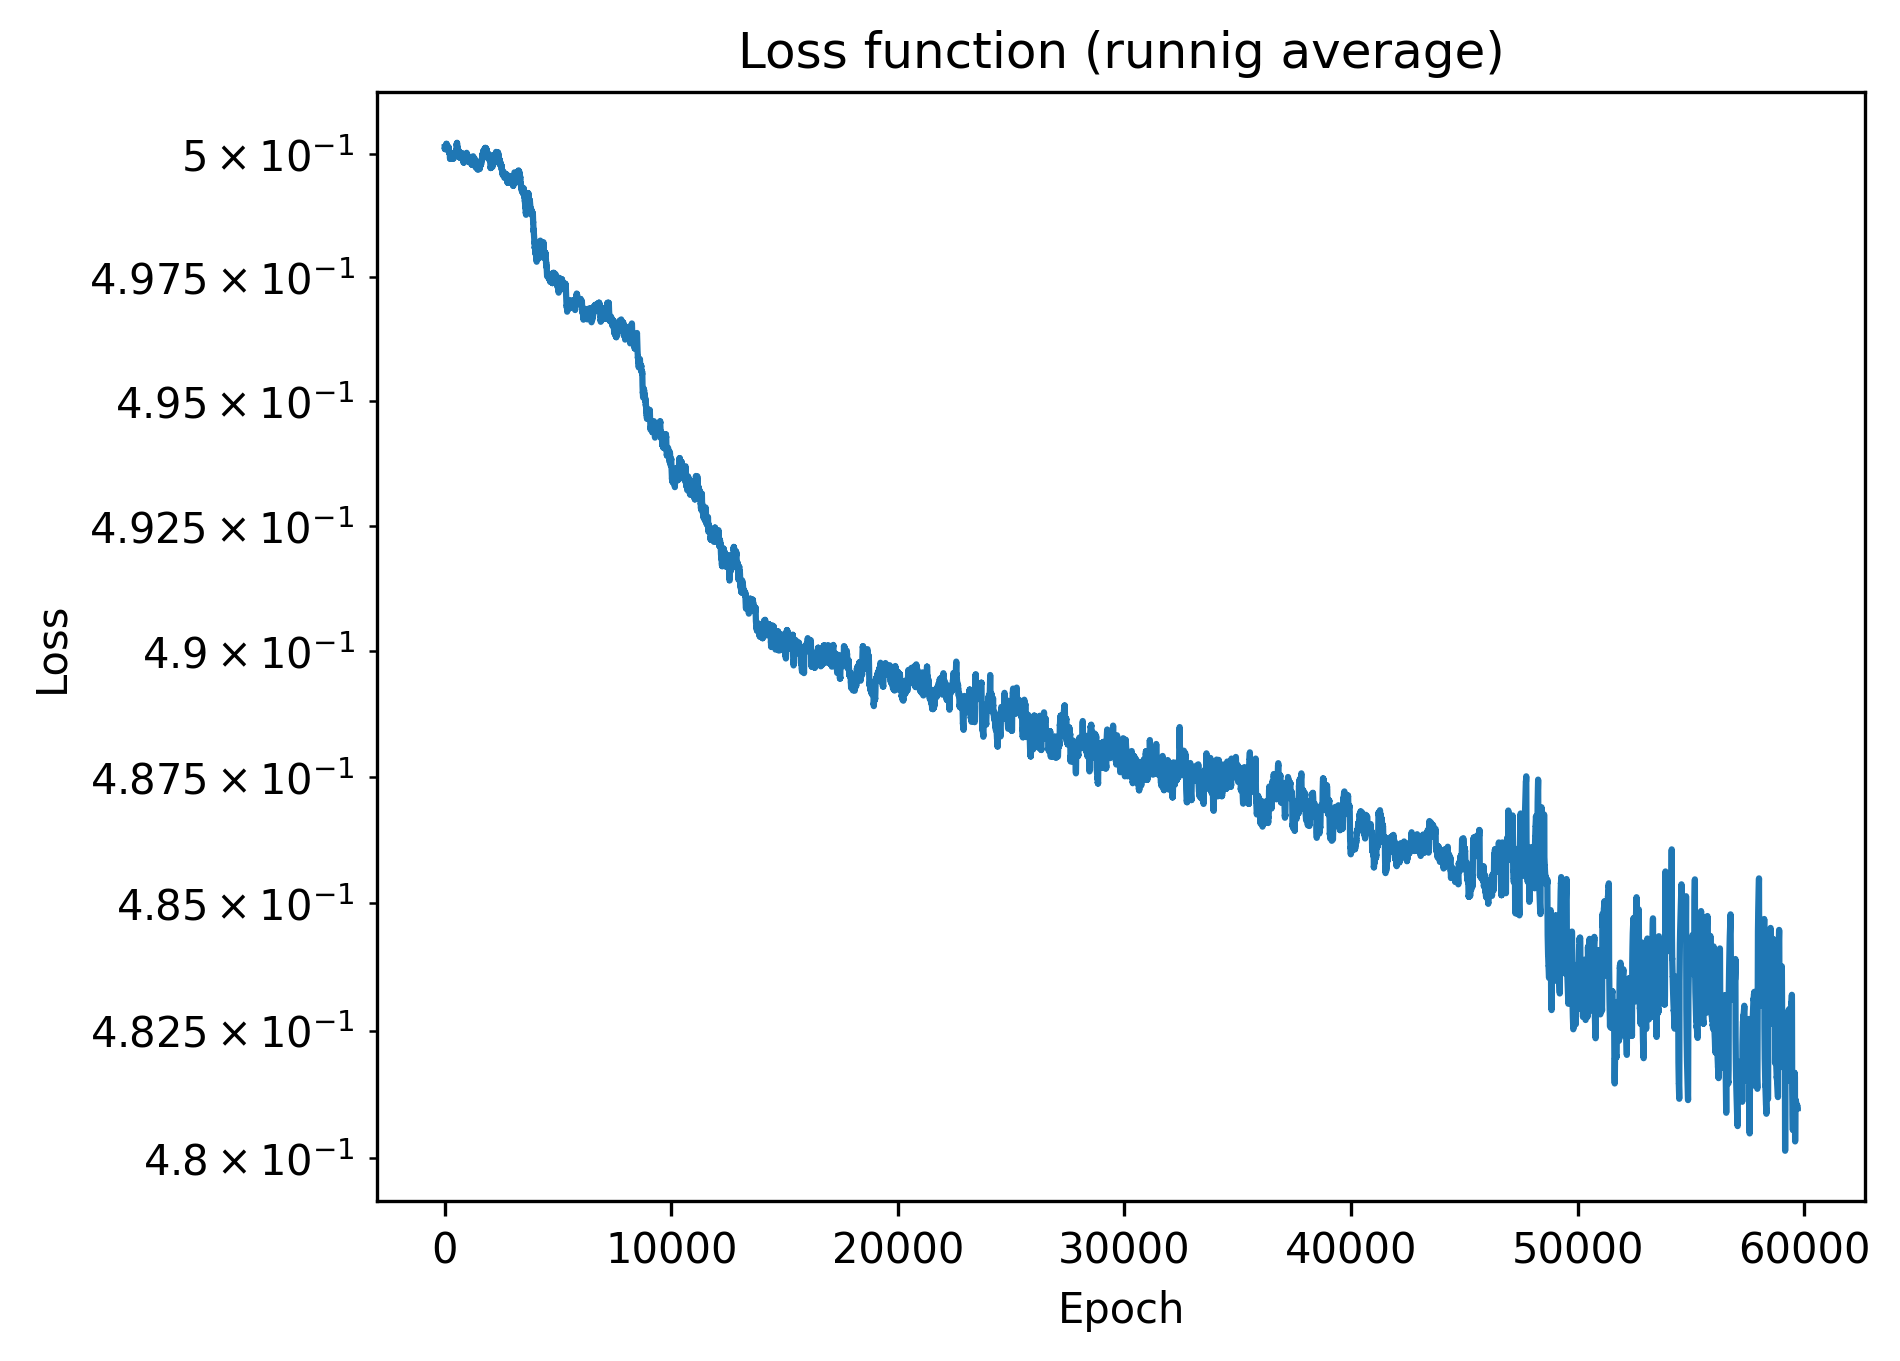 Loss function (runnig average)
5 × 10⁻¹
4.975 × 10⁻¹
4.95 × 10⁻¹
4.925 × 10⁻¹
4.9 × 10⁻¹
4.875 × 10⁻¹
4.85 × 10⁻¹
4.825 × 10⁻¹
4.8 × 10⁻¹
Loss
0 10000 20000 30000 40000 50000 60000
Epoch